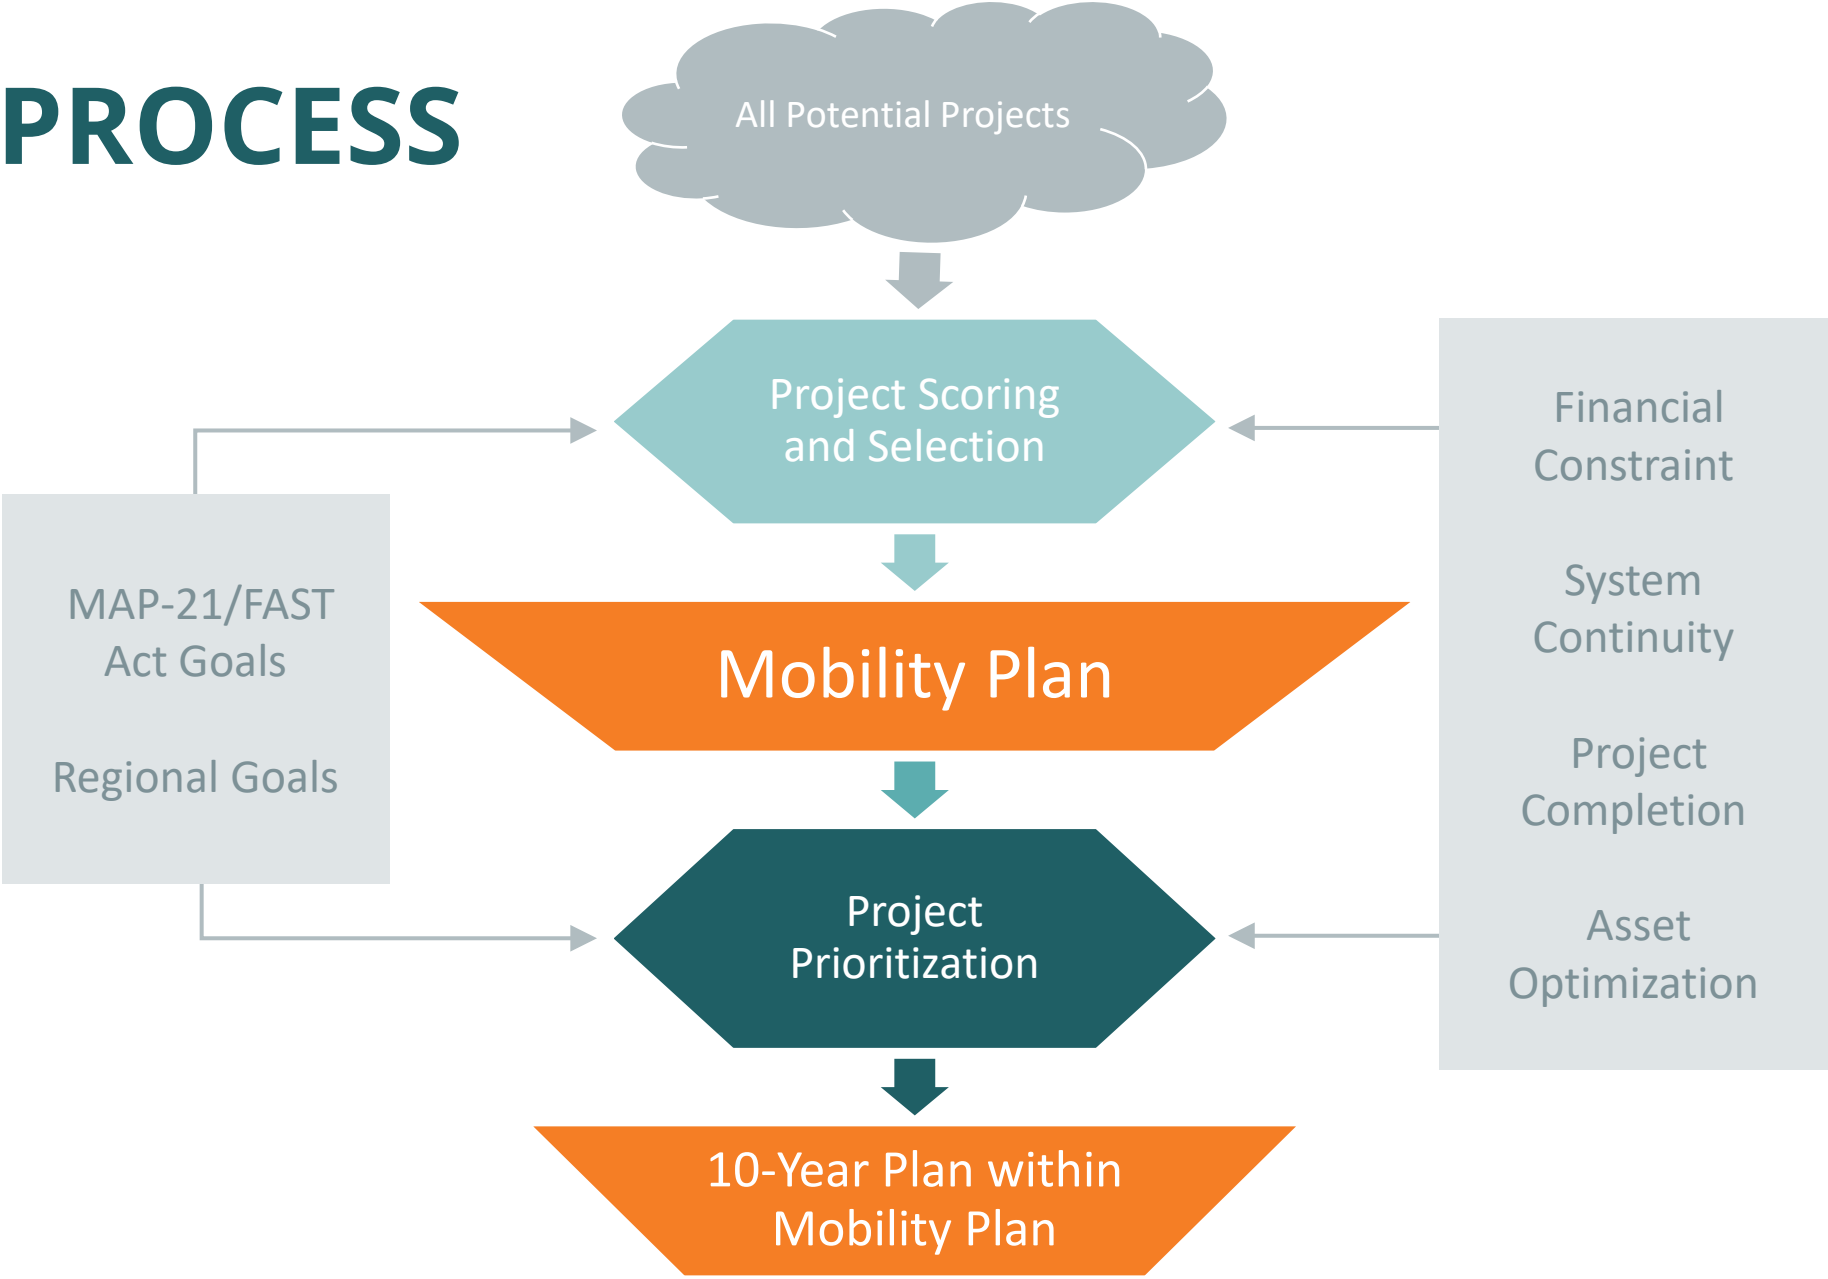 PROCESS
All Potential Projects
Project Scoring
and Selection
MAP-21/FAST
Act Goals
Regional Goals
Financial
Constraint
System
Continuity
Project
Completion
Asset
Optimization
Mobility Plan
Project
Prioritization
10-Year Plan within
Mobility Plan